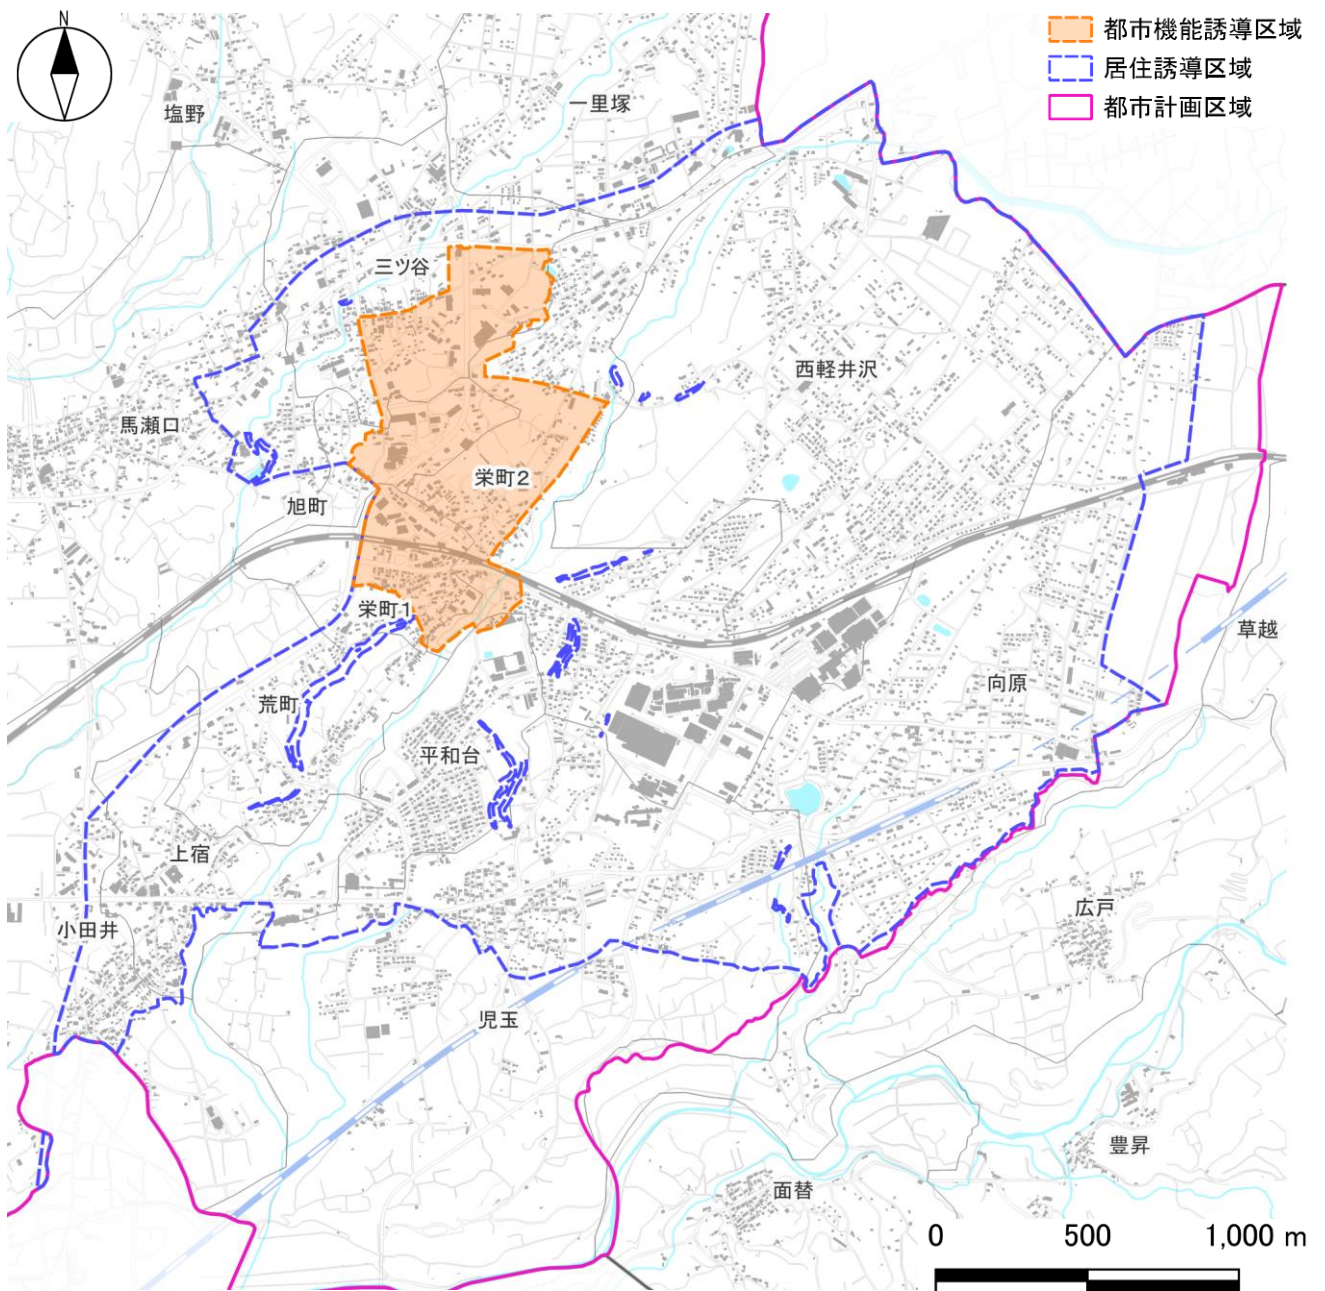 N
都市機能誘導区域
居住誘導区域
都市計画区域
一里塚
塩野
三ツ谷
西軽井沢
馬瀬口
栄町2
旭町
栄町1
草越
向原
荒町
平和台
上宿
広戸
小田井
児玉
豊昇
面替
0 500 1,000 m